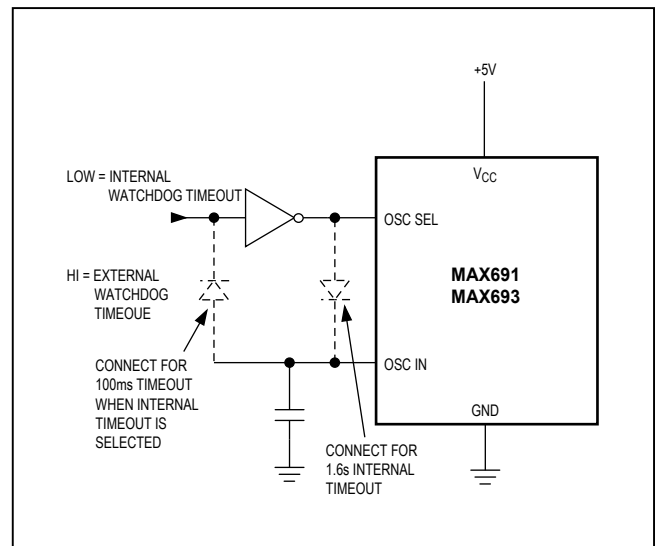 +5V
LOW = INTERNAL
WATCHDOG TIMEOUT
VCC
OSC SEL
HI = EXTERNAL
WATCHDOG
TIMEOUE
MAX691
MAX693
CONNECT FOR
100ms TIMEOUT
WHEN INTERNAL
TIMEOUT IS
SELECTED
OSC IN
GND
CONNECT FOR
1.6s INTERNAL
TIMEOUT